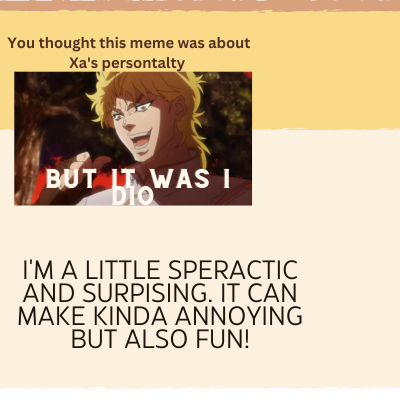 You thought this meme was about
Xa's persontalty
BUT IT WAS I
DIO
I'M A LITTLE SPERACTIC
AND SURPISING. IT CAN
MAKE KINDA ANNOYING
BUT ALSO FUN!